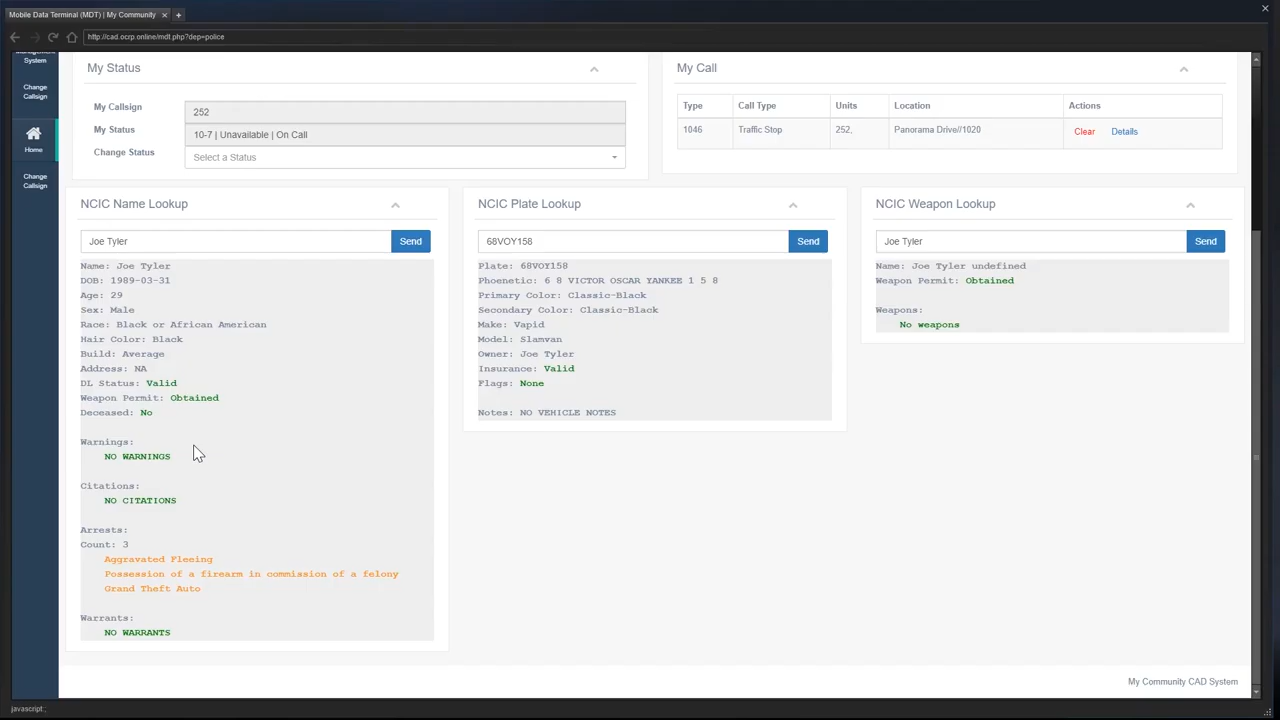 Mobile Data Terminal (MDT) | My Community
http://cad.ocrp.online/mdt.php?dep=police
System
Change
Callsign
Home
Change
Callsign
My Status
My Callsign
252
My Status
10-7 | Unavailable | On Call
Change Status
Select a Status
My Call
Type Call Type Units Location Actions
1046 Traffic Stop 252, Panorama Drive//1020 Clear Details
NCIC Name Lookup
Joe Tyler
Send
Name: Joe Tyler
DOB: 1989-03-31
Age: 29
Sex: Male
Race: Black or African American
Hair Color: Black
Build: Average
Address: NA
DL Status: Valid
Weapon Permit: Obtained
Deceased: No
Warnings:
NO WARNINGS
Citations:
NO CITATIONS
Arrests:
Count: 3
Aggravated Fleeing
Possession of a firearm in commission of a felony
Grand Theft Auto
Warrants:
NO WARRANTS
NCIC Plate Lookup
68VOY158
Send
Plate: 68VOY158
Phoenetic: 6 8 VICTOR OSCAR YANKEE 1 5 8
Primary Color: Classic-Black
Secondary Color: Classic-Black
Make: Vapid
Model: Slamvan
Owner: Joe Tyler
Insurance: Valid
Flags: None
Notes: NO VEHICLE NOTES
NCIC Weapon Lookup
Joe Tyler
Send
Name: Joe Tyler undefined
Weapon Permit: Obtained
Weapons:
No weapons
My Community CAD System
javascript:;